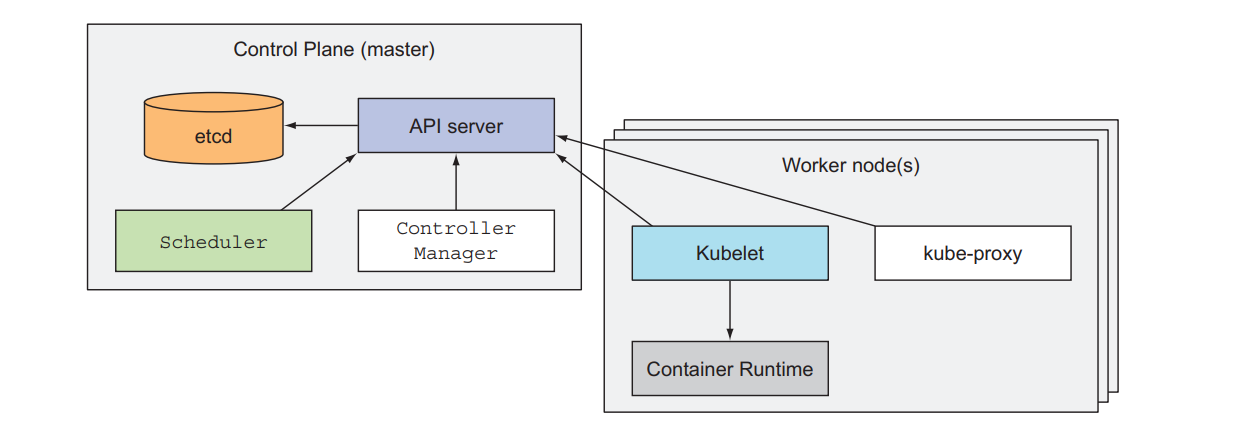 Control Plane (master)
etcd
API server
Scheduler
Controller
Manager
Worker node(s)
Kubelet
kube-proxy
Container Runtime